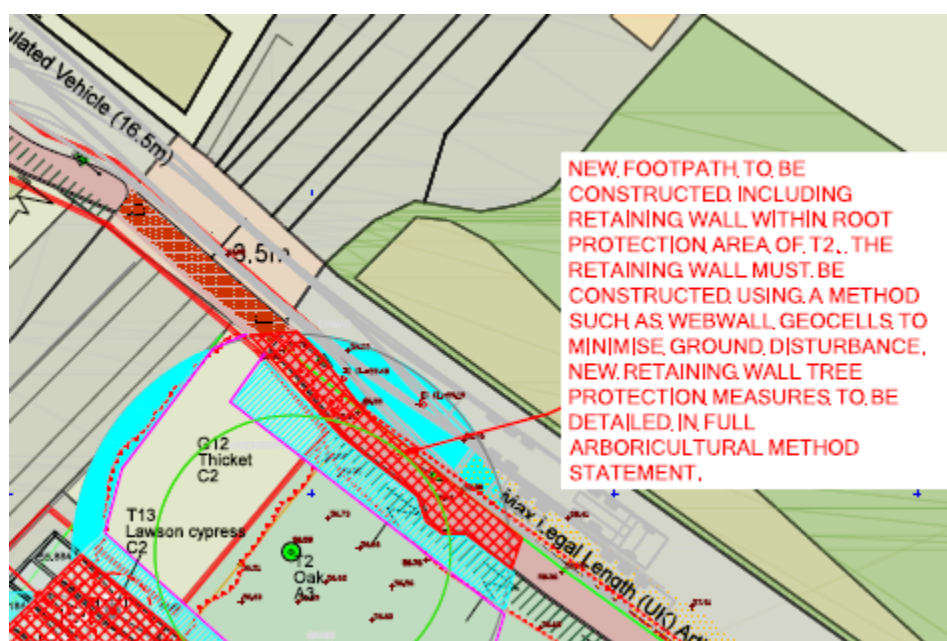 ulated Vehicle (16.5m)
3.5m
NEW FOOTPATH TO BE
CONSTRUCTED INCLUDING
RETAINING WALL WITHIN ROOT
PROTECTION AREA OF T2. THE
RETAINING WALL MUST BE
CONSTRUCTED USING A METHOD
SUCH AS WEBWALL GEOCELLS TO
MINIMISE GROUND DISTURBANCE.
NEW RETAINING WALL TREE
PROTECTION MEASURES TO BE
DETAILED IN FULL
ARBORICULTURAL METHOD
STATEMENT.
G12
Thicket
C2
T13
Lawson cypress
C2
T2
Oak
A3
Max Legal Length (UK) Art